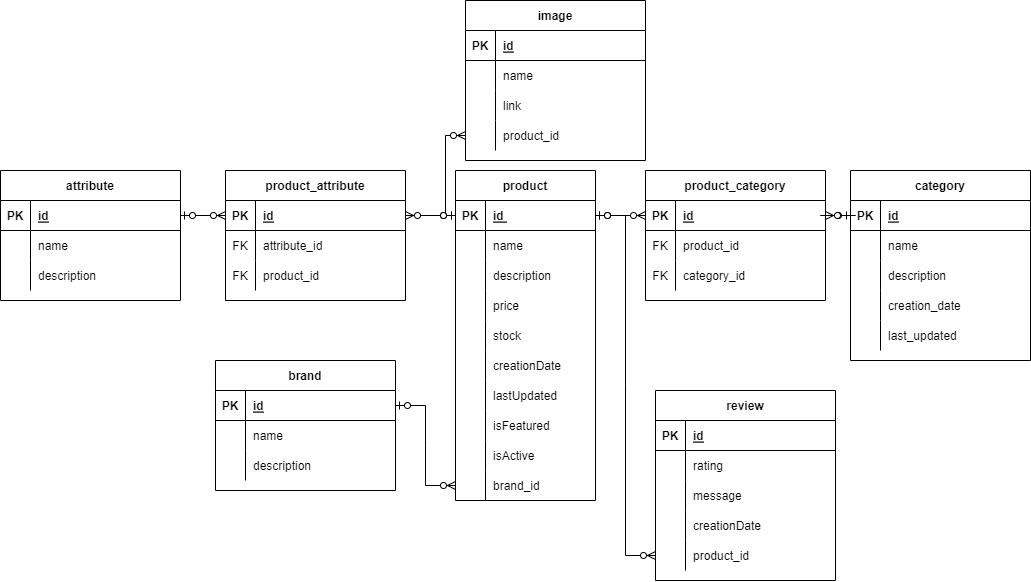 image
PK id
name
link
product_id
attribute
PK id
name
description
product_attribute
PK id
FK attribute_id
FK product_id
product
PK id
name
description
price
stock
creationDate
lastUpdated
isFeatured
isActive
brand_id
product_category
PK id
FK product_id
FK category_id
category
PK id
name
description
creation_date
last_updated
brand
PK id
name
description
review
PK id
rating
message
creationDate
product_id